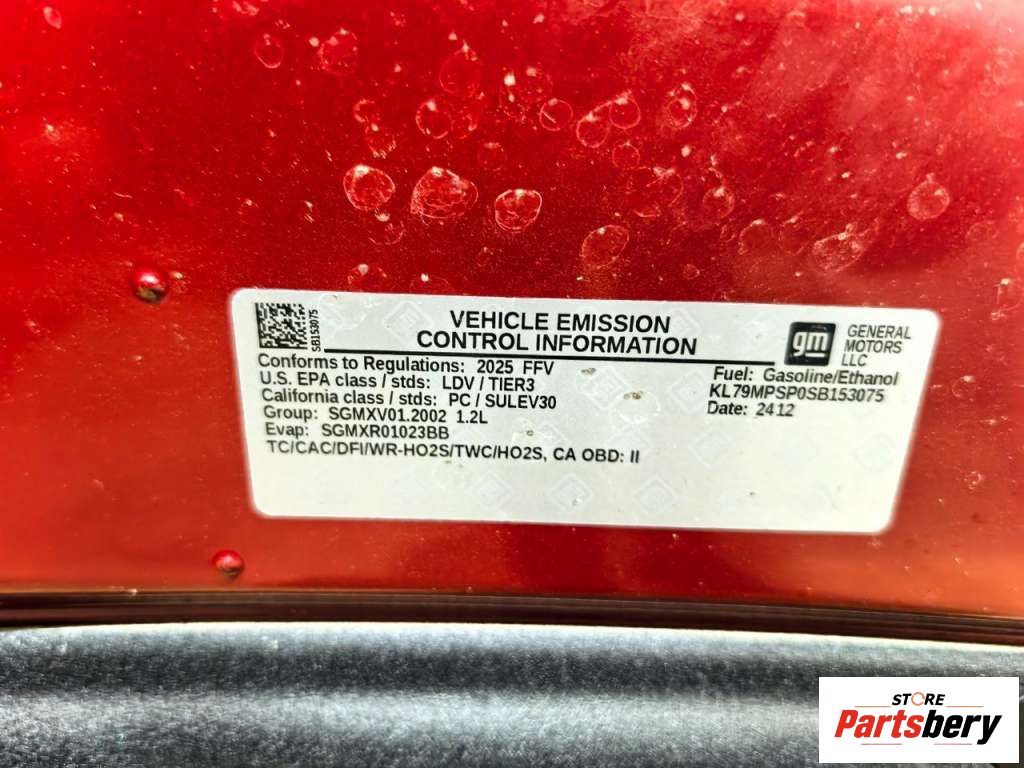 SB153075
VEHICLE EMISSION
CONTROL INFORMATION
gm
GENERAL
MOTORS
LLC
Conforms to Regulations: 2025 FFV
U.S. EPA class / stds: LDV / TIER3
California class / stds: PC / SULEV30
Group: SGMXV01.2002 1.2L
Evap: SGMXR01023BB
TC/CAC/DFI/WR-HO2S/TWC/HO2S, CA OBD: II
Fuel: Gasoline/Ethanol
KL79MPSP0SB153075
Date: 2412
STORE
Partsbery